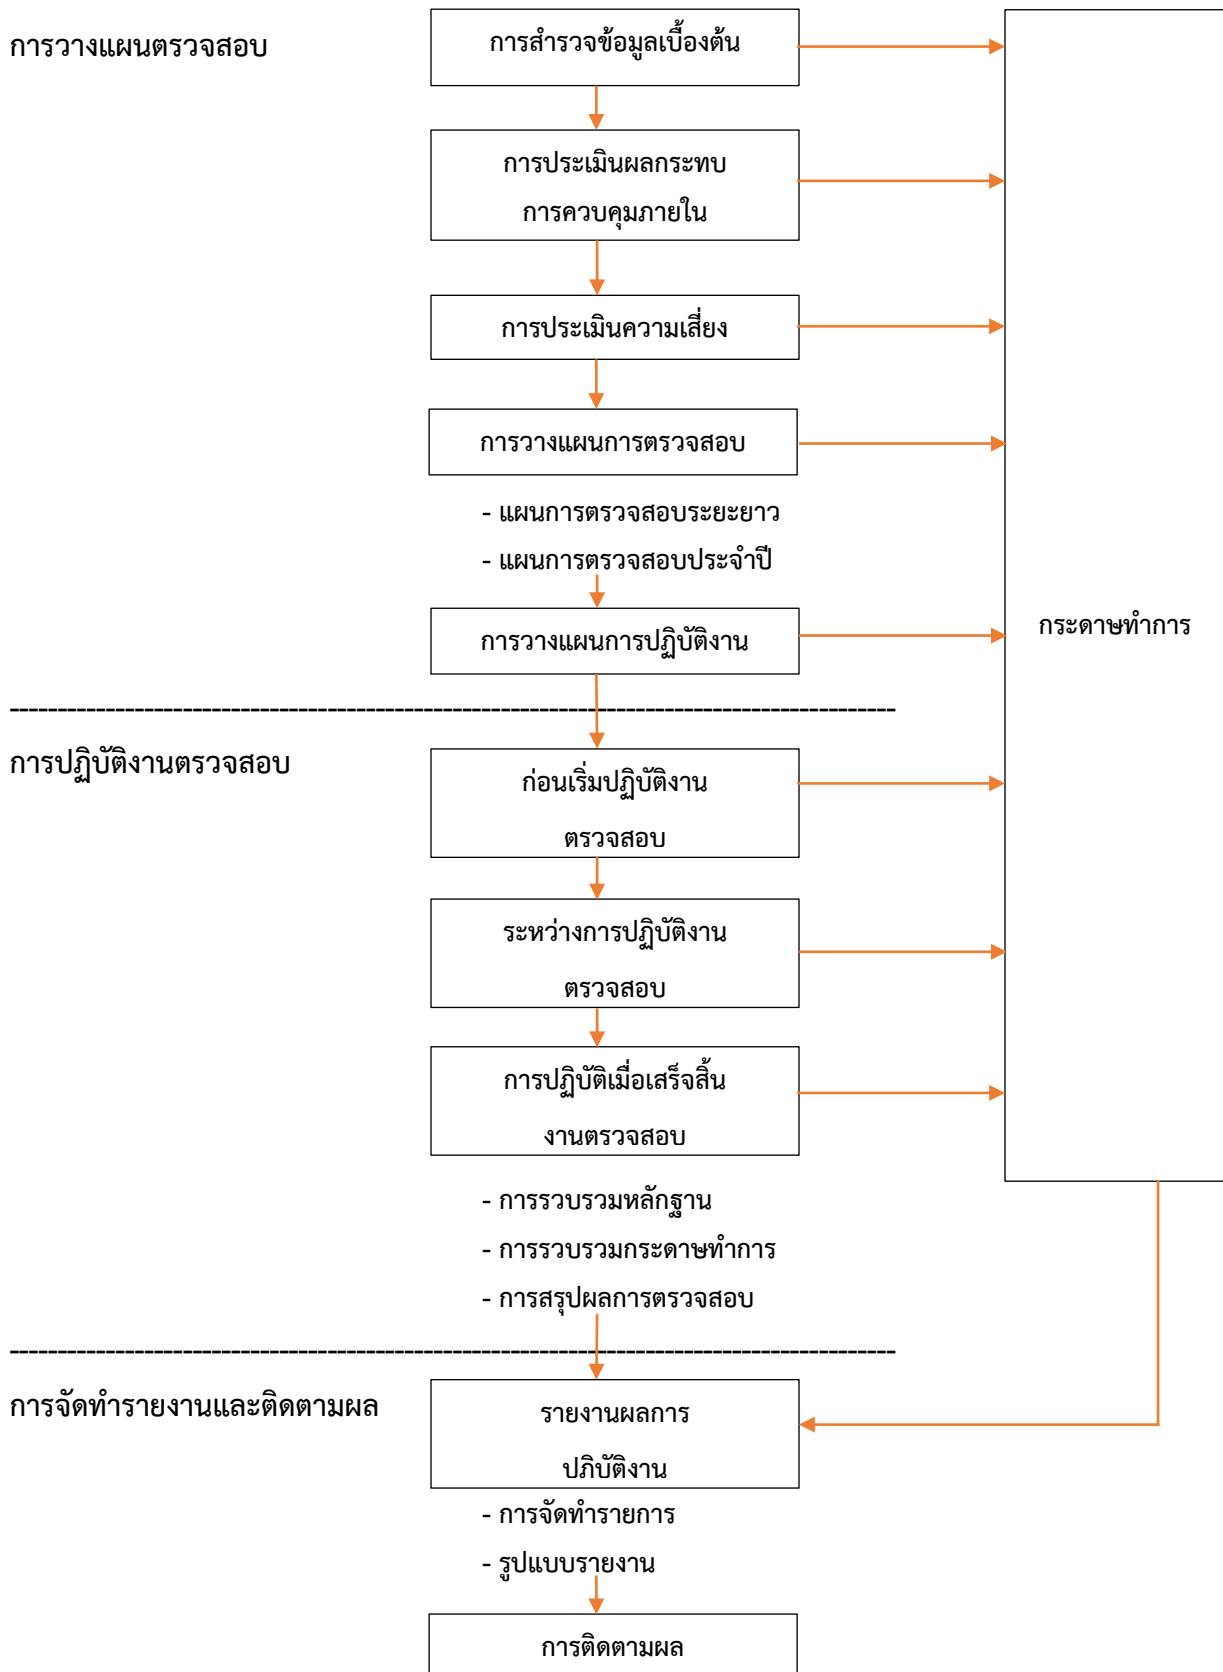 การวางแผนตรวจสอบ
การสำรวจข้อมูลเบื้องต้น
การประเมินผลกระทบ
การควบคุมภายใน
การประเมินความเสี่ยง
การวางแผนการตรวจสอบ
- แผนการตรวจสอบระยะยาว
- แผนการตรวจสอบประจำปี
การวางแผนการปฏิบัติงาน
กระดาษทำการ
การปฏิบัติงานตรวจสอบ
ก่อนเริ่มปฏิบัติงาน
ตรวจสอบ
ระหว่างการปฏิบัติงาน
ตรวจสอบ
การปฏิบัติเมื่อเสร็จสิ้น
งานตรวจสอบ
- การรวบรวมหลักฐาน
- การรวบรวมกระดาษทำการ
- การสรุปผลการตรวจสอบ
การจัดทำรายงานและติดตามผล
รายงานผลการ
ปฏิบัติงาน
- การจัดทำรายการ
- รูปแบบรายงาน
การติดตามผล